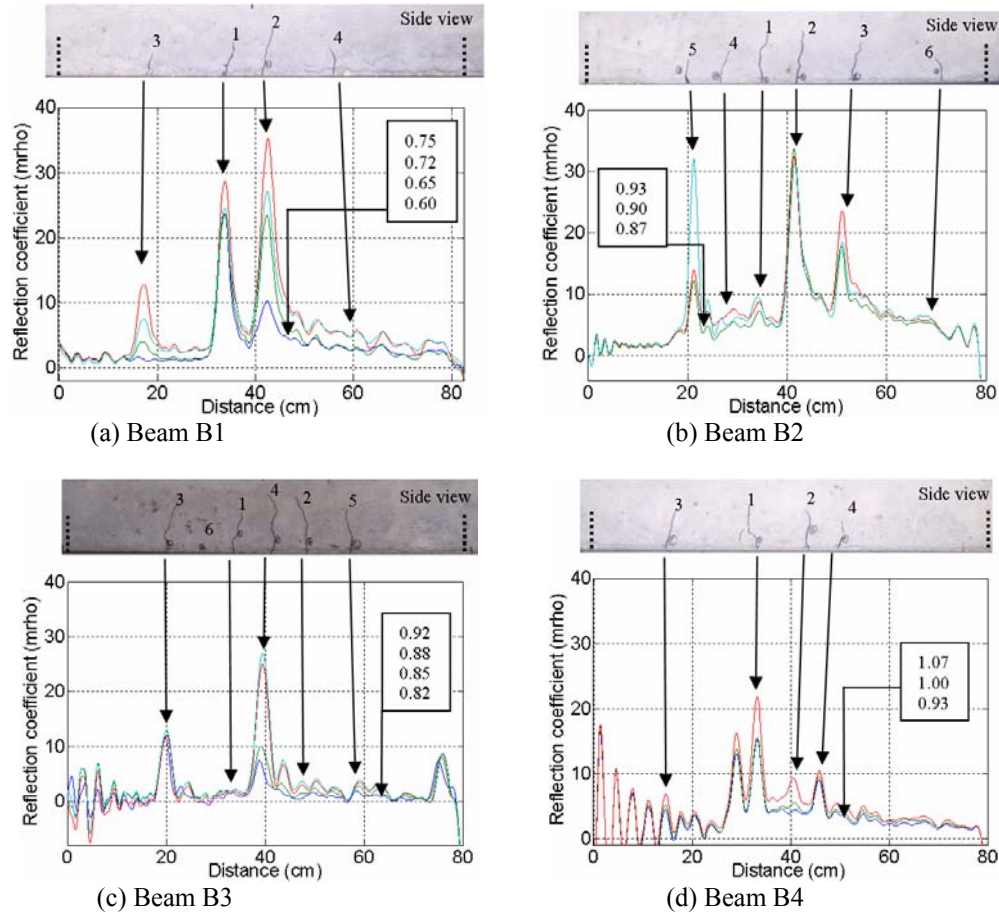 Side view
3 1 2 4
Reflection coefficient (mrho)
40
30
20
10
0
0.75
0.72
0.65
0.60
0 20 40 60 80
Distance (cm)
(a) Beam B1
Side view
5 4 1 2 3 6
Reflection coefficient (mrho)
40
30
20
10
0
0.93
0.90
0.87
0 20 40 60 80
Distance (cm)
(b) Beam B2
Side view
3 6 1 4 2 5
Reflection coefficient (mrho)
40
30
20
10
0
0.92
0.88
0.85
0.82
0 20 40 60 80
Distance (cm)
(c) Beam B3
Side view
3 1 2 4
Reflection coefficient (mrho)
40
30
20
10
0
1.07
1.00
0.93
0 20 40 60 80
Distance (cm)
(d) Beam B4